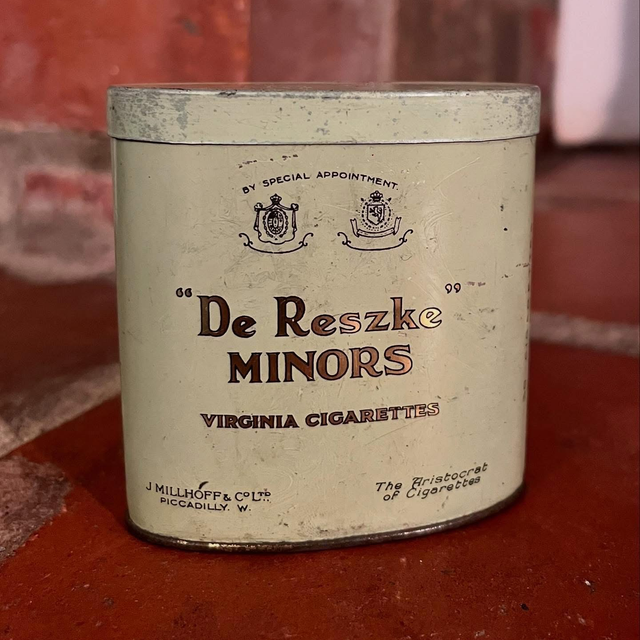 BY SPECIAL APPOINTMENT.
"De Reszke"
MINORS
VIRGINIA CIGARETTES
J MILLHOFF & Co LTD
PICCADILLY. W.
The Aristocrat
of Cigarettes